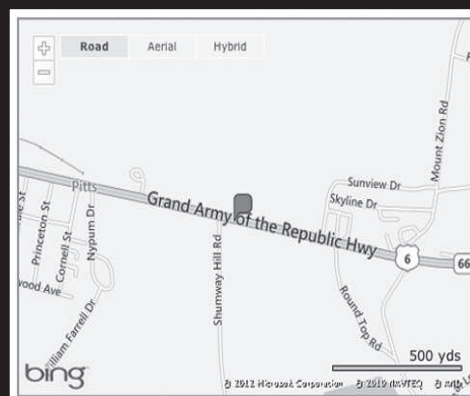 Road Aerial Hybrid
Mount Zion Rd
Pitts
Grand Army of the Republic Hwy
Sunview Dr
Skyline Dr
Princeton St
Cornell St
Nypum Dr
Shumway Hill Rd
6
66
wood Ave
Round Top Rd
illiam Farrell Dr
500 yds
bing
© 2012 Microsoft Corporation © 2010 NAVTEQ ©